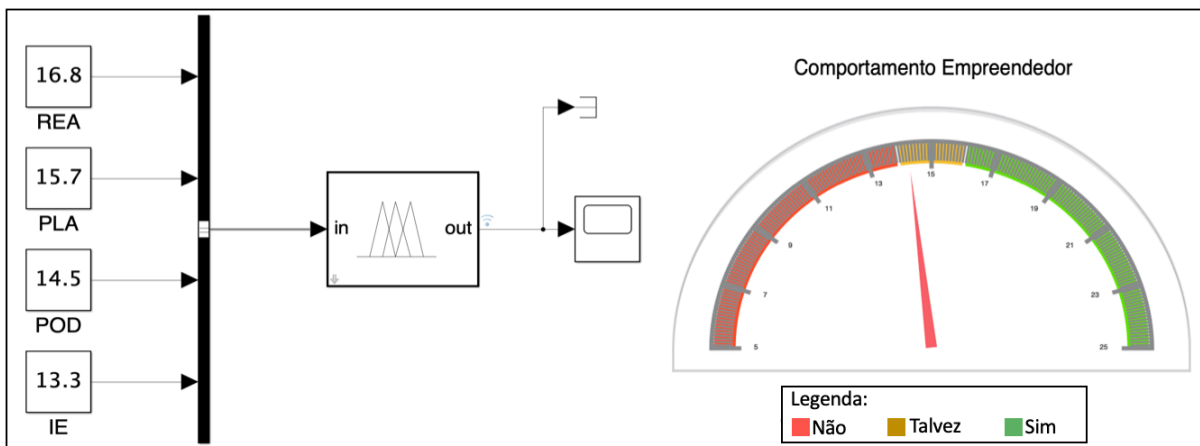 16.8
REA
15.7
PLA
14.5
POD
13.3
IE
in
out
Comportamento Empreendedor
5
7
9
11
13
15
17
19
21
23
25
Legenda:
Não
Talvez
Sim